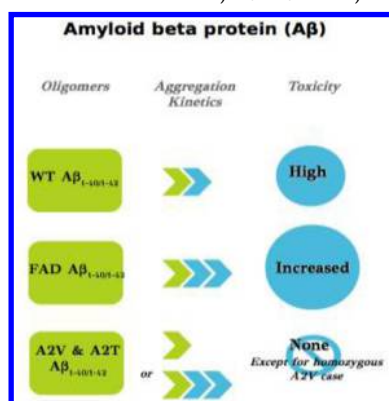 Amyloid beta protein (Aβ)
Oligomers
Aggregation
Kinetics
Toxicity
WT Aβ1-40/1-42
High
FAD Aβ1-40/1-42
Increased
A2V & A2T
Aβ1-40/1-42
or
None
Except for homozygous
A2V case